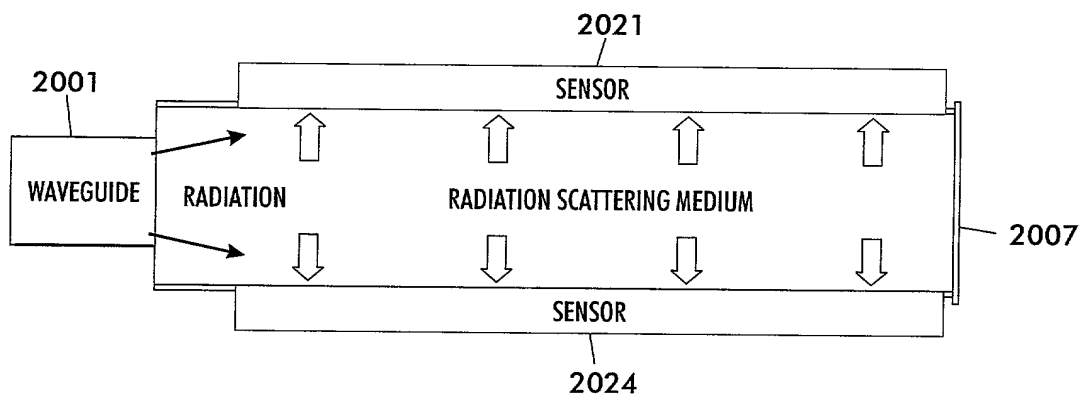 2021
SENSOR
2001
WAVEGUIDE
RADIATION
RADIATION SCATTERING MEDIUM
2007
SENSOR
2024